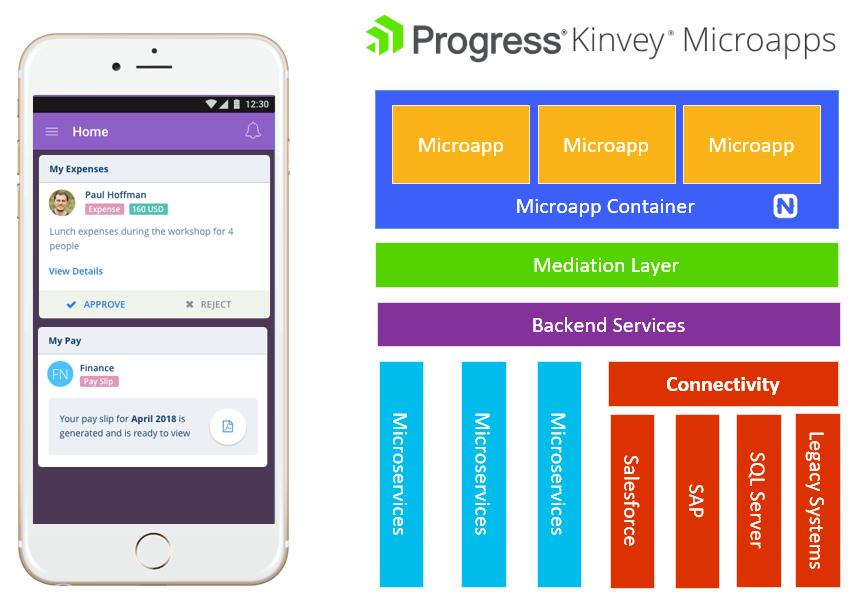 12:30
Home
My Expenses
Paul Hoffman
Expense 160 USD
Lunch expenses during the workshop for 4
people
View Details
APPROVE REJECT
My Pay
FN Finance
Pay Slip
Your pay slip for April 2018 is
generated and is ready to view
Progress® Kinvey® Microapps
Microapp Microapp Microapp
Microapp Container N
Mediation Layer
Backend Services
Microservices
Microservices
Microservices
Connectivity
Salesforce
SAP
SQL Server
Legacy Systems